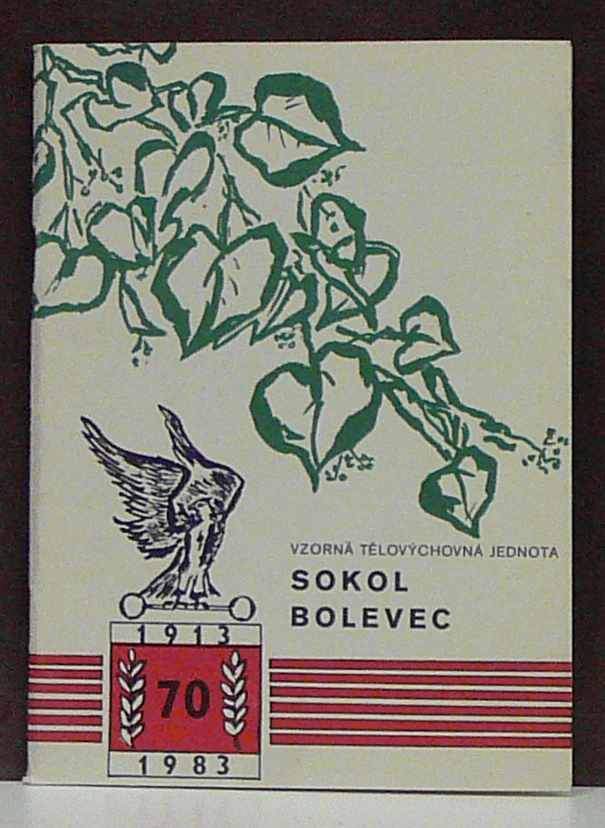 VZORNÁ TĚLOVÝCHOVNÁ JEDNOTA
SOKOL
BOLEVEC
1913
70
1983